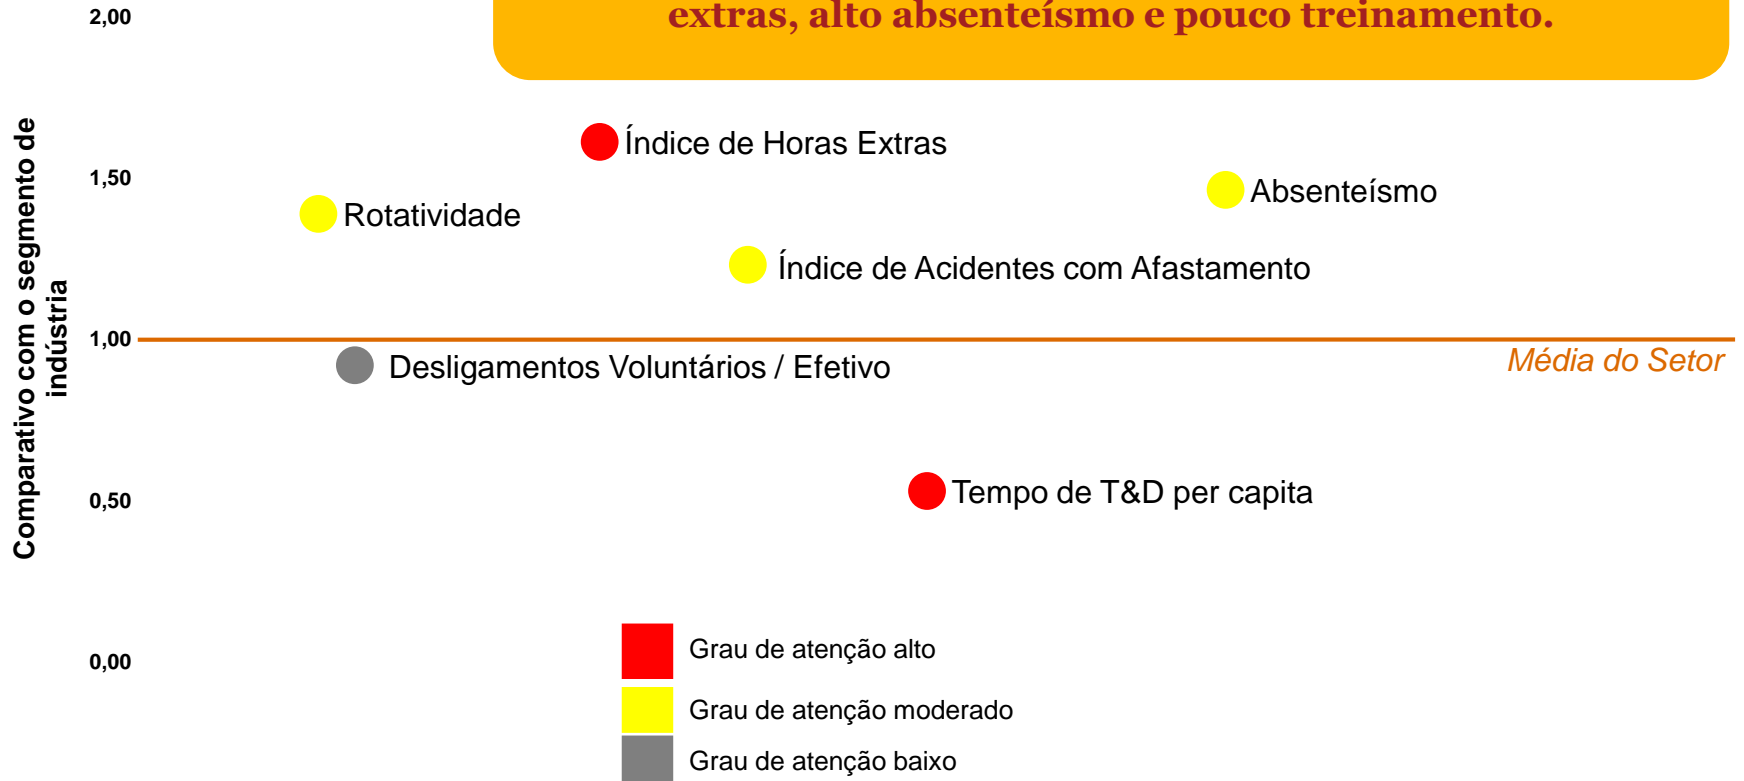 extras, alto absenteísmo e pouco treinamento.
2,00
Comparativo com o segmento de
indústria
Índice de Horas Extras
1,50
Absenteísmo
Rotatividade
Índice de Acidentes com Afastamento
1,00
Média do Setor
Desligamentos Voluntários / Efetivo
0,50
Tempo de T&D per capita
0,00
Grau de atenção alto
Grau de atenção moderado
Grau de atenção baixo